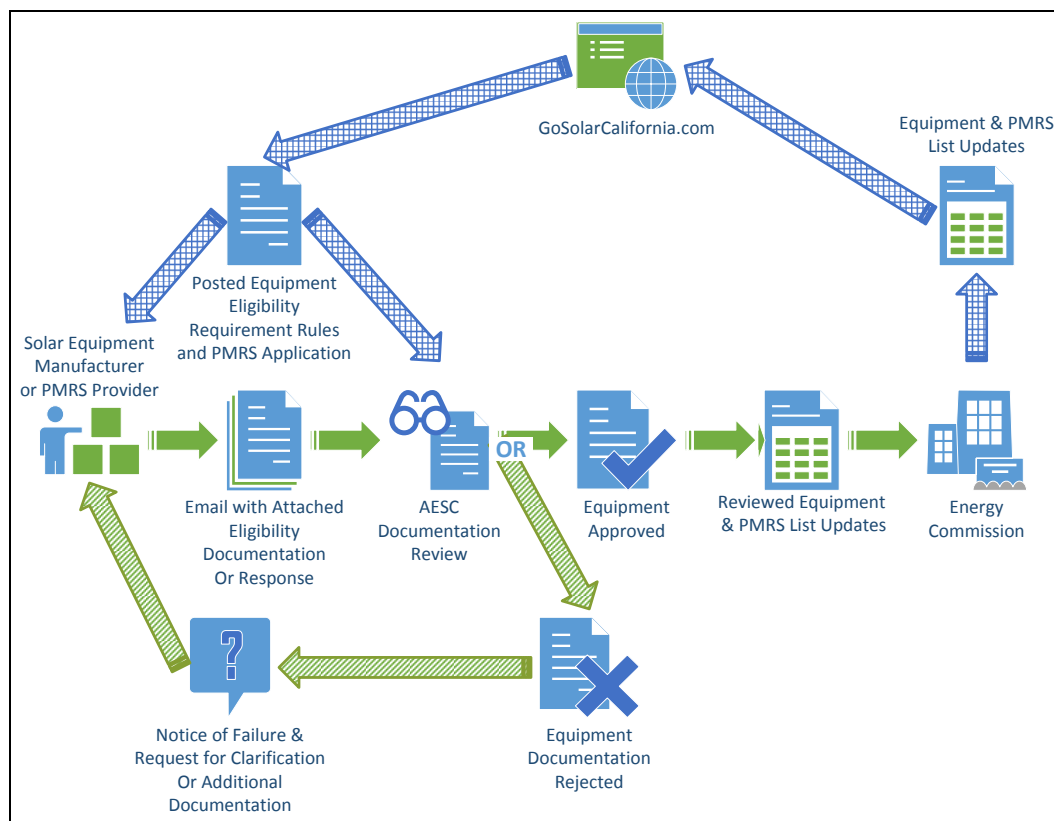 GoSolarCalifornia.com
Equipment & PMRS
List Updates
Posted Equipment
Eligibility
Requirement Rules
and PMRS Application
Solar Equipment
Manufacturer
or PMRS Provider
OR
Email with Attached
Eligibility
Documentation
Or Response
AESC
Documentation
Review
Equipment
Approved
Reviewed Equipment
& PMRS List Updates
Energy
Commission
?
Notice of Failure &
Request for Clarification
Or Additional
Documentation
Equipment
Documentation
Rejected